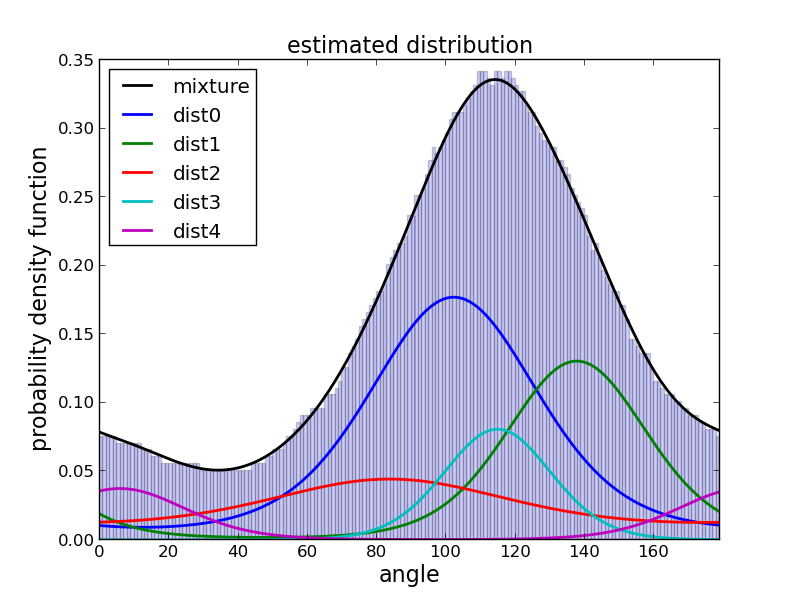 estimated distribution
probability density function
0.35
0.30
0.25
0.20
0.15
0.10
0.05
0.00
mixture
dist0
dist1
dist2
dist3
dist4
0 20 40 60 80 100 120 140 160
angle